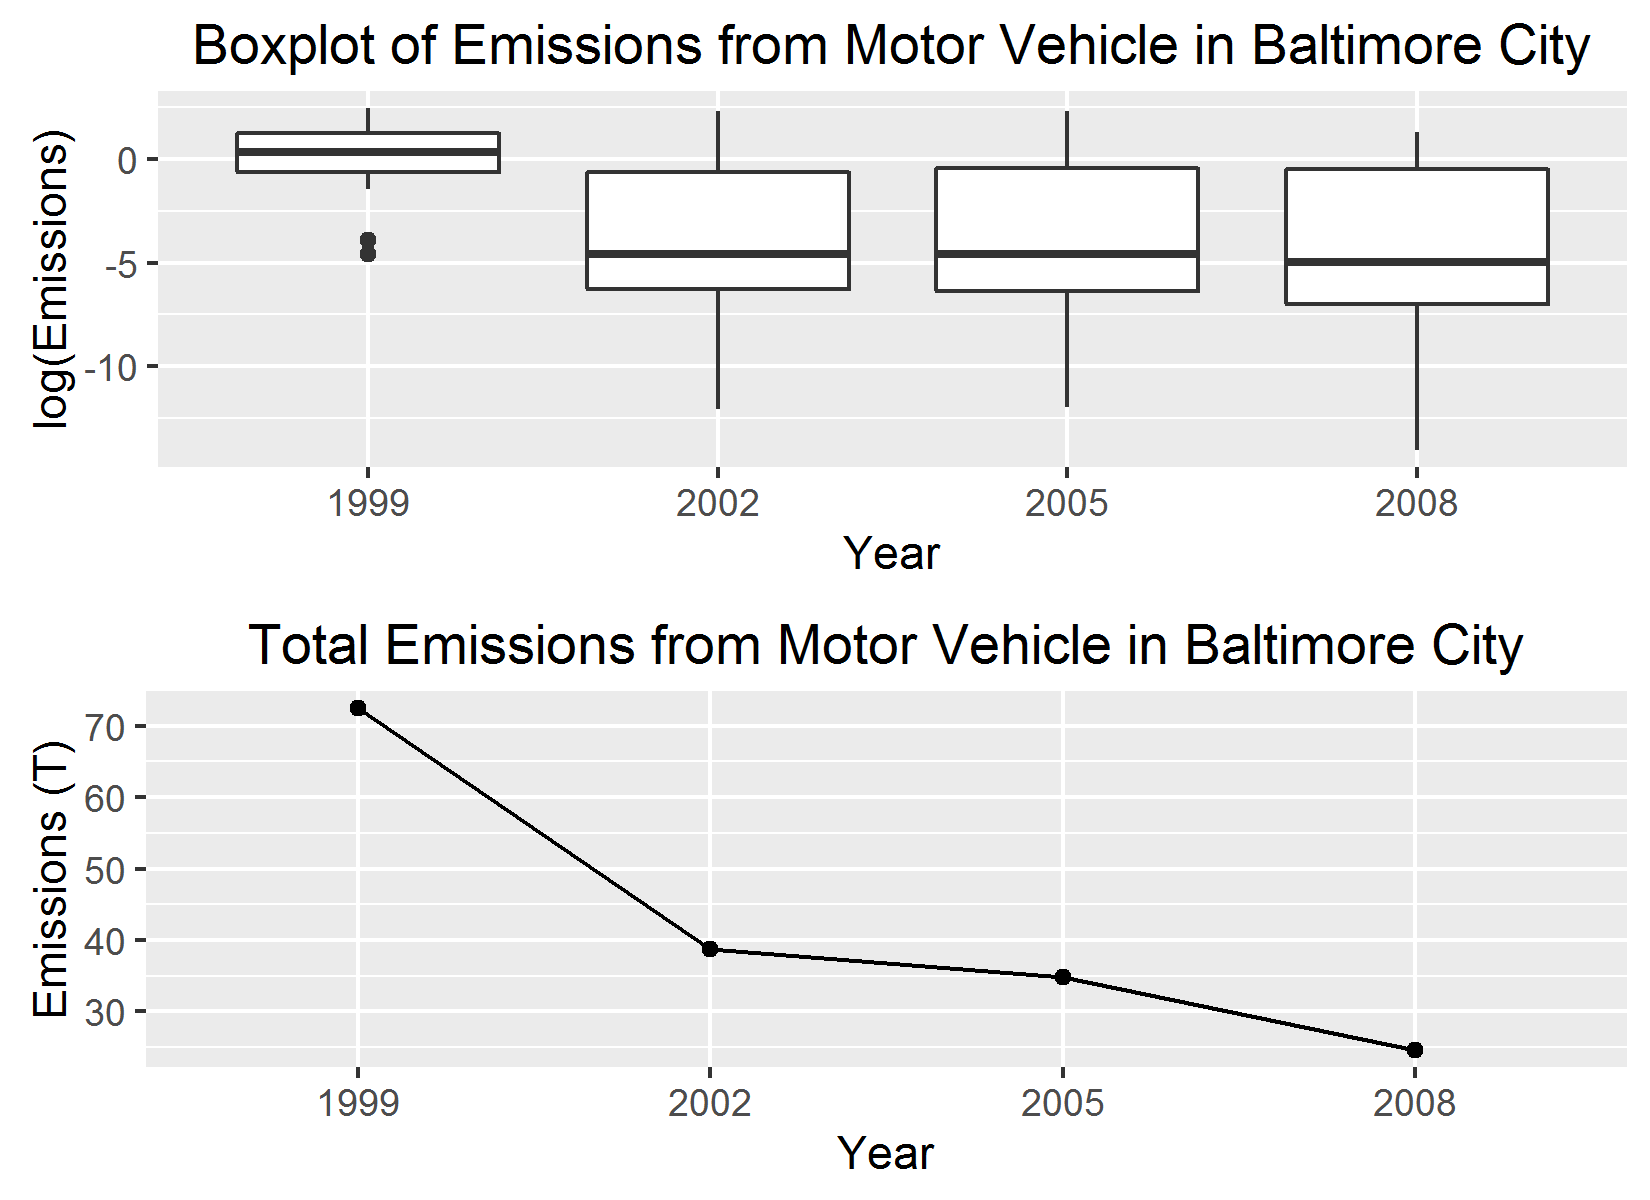 Boxplot of Emissions from Motor Vehicle in Baltimore City
log(Emissions)
0
-5
-10
1999 2002 2005 2008
Year
Total Emissions from Motor Vehicle in Baltimore City
Emissions (T)
70
60
50
40
30
1999 2002 2005 2008
Year